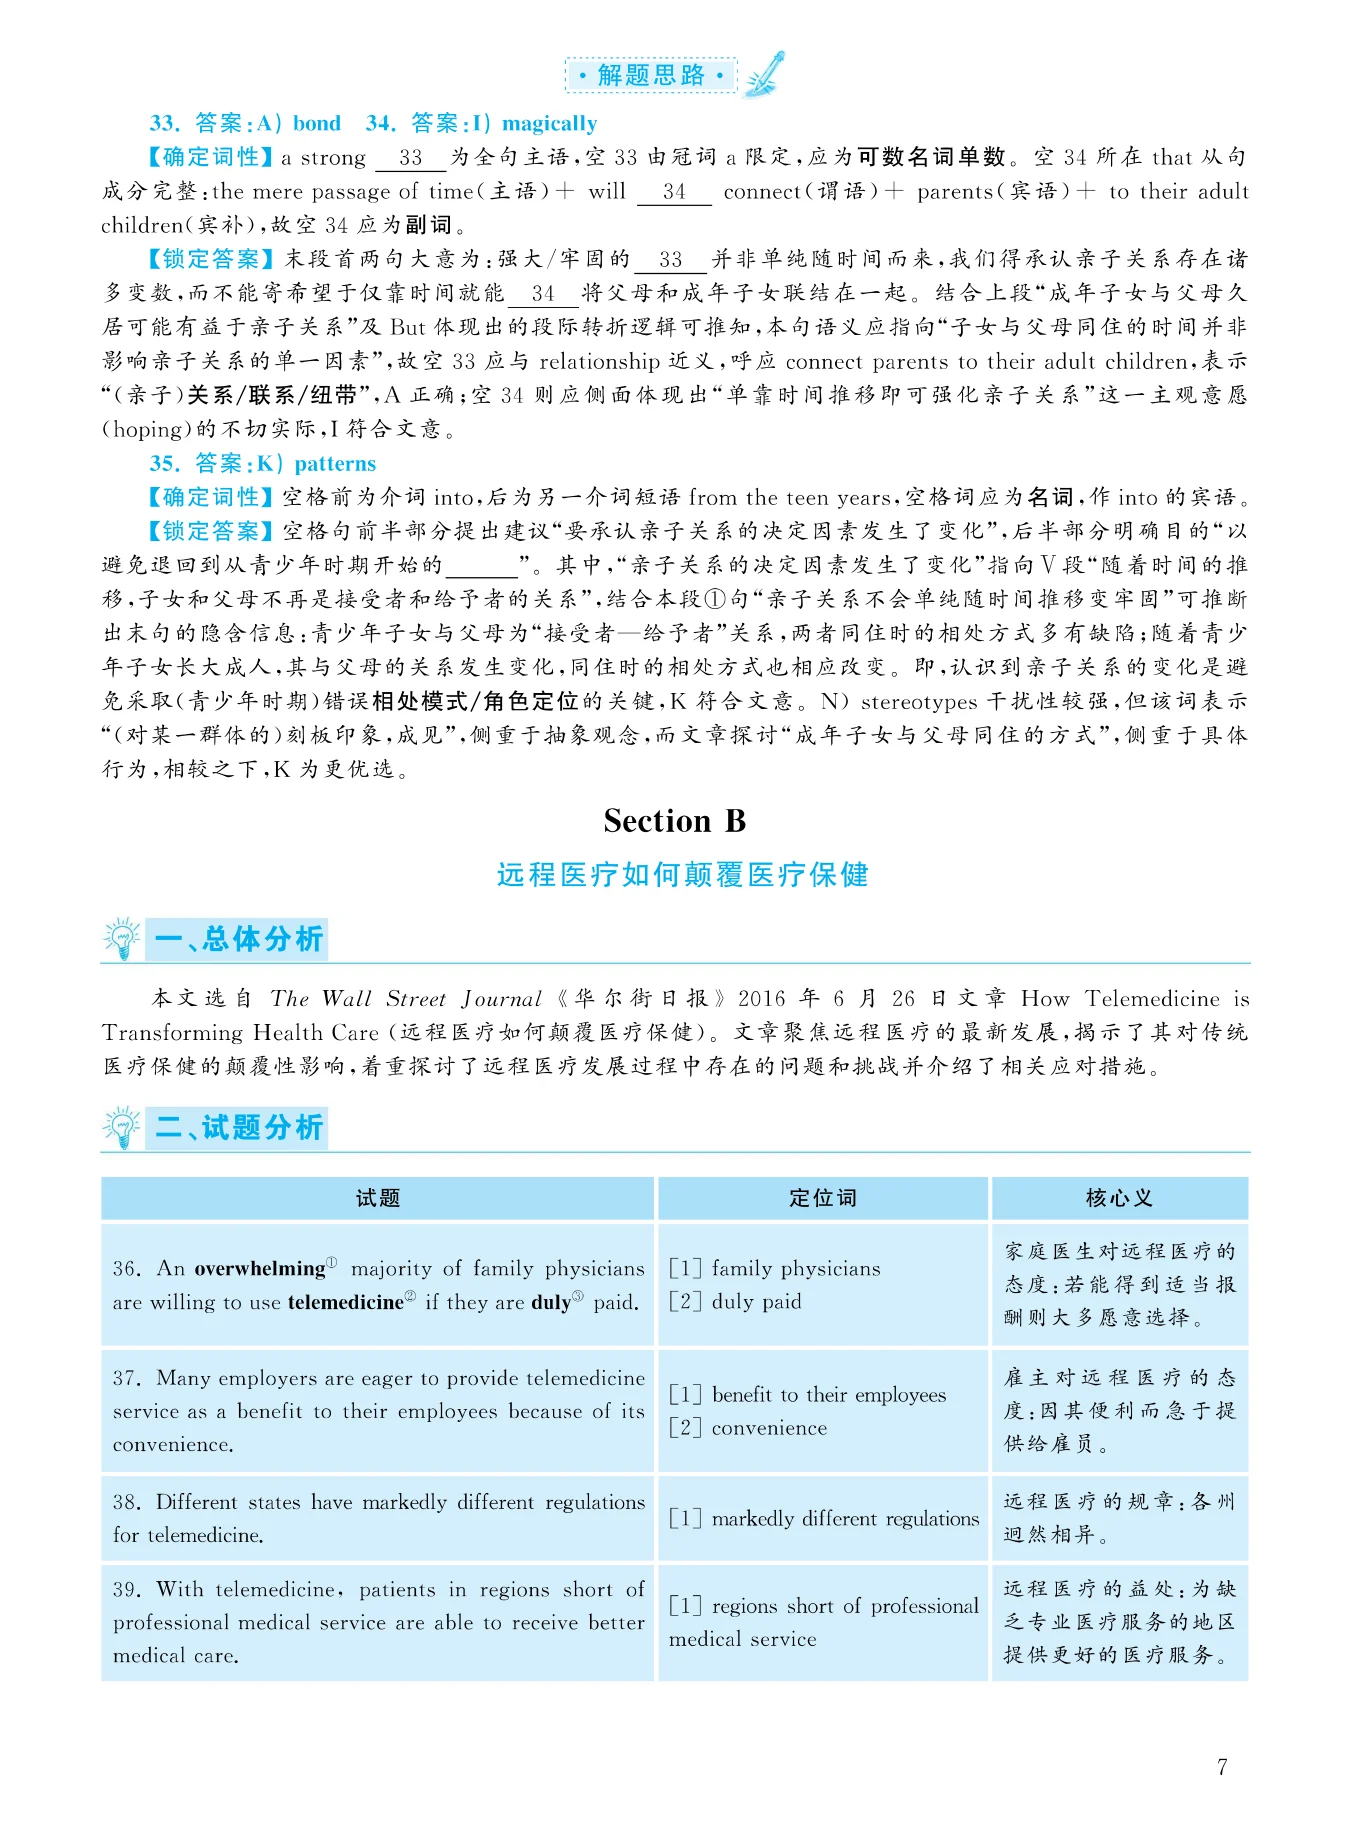 ·解题思路·
33. 答案:A) bond 34. 答案:I) magically
【确定词性】a strong 33 为全句主语,空 33 由冠词 a 限定,应为可数名词单数。空 34 所在 that 从句
成分完整:the mere passage of time(主语)+ will 34 connect(谓语)+ parents(宾语)+ to their adult
children(宾补),故空 34 应为副词。
【锁定答案】末段首两句大意为:强大/牢固的 33 并非单纯随时间而来,我们得承认亲子关系存在诸
多变数,而不能寄希望于仅靠时间就能 34 将父母和成年子女联结在一起。结合上段“成年子女与父母久
居可能有益于亲子关系”及 But 体现出的段际转折逻辑可推知,本句语义应指向“子女与父母同住的时间并非
影响亲子关系的单一因素”,故空 33 应与 relationship 近义,呼应 connect parents to their adult children,表示
“(亲子)关系/联系/纽带”,A 正确;空 34 则应侧面体现出“单靠时间推移即可强化亲子关系”这一主观意愿
(hoping)的不切实际,I 符合文意。
35. 答案:K) patterns
【确定词性】空格前为介词 into,后为另一介词短语 from the teen years,空格词应为名词,作 into 的宾语。
【锁定答案】空格句前半部分提出建议“要承认亲子关系的决定因素发生了变化”,后半部分明确目的“以
避免退回到从青少年时期开始的______”。其中,“亲子关系的决定因素发生了变化”指向 Ⅴ 段“随着时间的推
移,子女和父母不再是接受者和给予者的关系”,结合本段①句“亲子关系不会单纯随时间推移变牢固”可推断
出末句的隐含信息:青少年子女与父母为“接受者—给予者”关系,两者同住时的相处方式多有缺陷;随着青少
年子女长大成人,其与父母的关系发生变化,同住时的相处方式也相应改变。即,认识到亲子关系的变化是避
免采取(青少年时期)错误相处模式/角色定位的关键,K 符合文意。N) stereotypes 干扰性较强,但该词表示
“(对某一群体的)刻板印象,成见”,侧重于抽象观念,而文章探讨“成年子女与父母同住的方式”,侧重于具体
行为,相较之下,K 为更优选。
Section B
远程医疗如何颠覆医疗保健
一、总体分析
本文选自 The Wall Street Journal《华尔街日报》2016 年 6 月 26 日文章 How Telemedicine is
Transforming Health Care (远程医疗如何颠覆医疗保健)。文章聚焦远程医疗的最新发展,揭示了其对传统
医疗保健的颠覆性影响,着重探讨了远程医疗发展过程中存在的问题和挑战并介绍了相关应对措施。
二、试题分析
试题 定位词 核心义
36. An overwhelming① majority of family physicians
are willing to use telemedicine② if they are duly③ paid.
[1] family physicians
[2] duly paid
家庭医生对远程医疗的
态度:若能得到适当报
酬则大多愿意选择。
37. Many employers are eager to provide telemedicine
service as a benefit to their employees because of its
convenience.
[1] benefit to their employees
[2] convenience
雇主对远程医疗的态
度:因其便利而急于提
供给雇员。
38. Different states have markedly different regulations
for telemedicine.
[1] markedly different regulations
远程医疗的规章:各州
迥然相异。
39. With telemedicine, patients in regions short of
professional medical service are able to receive better
medical care.
[1] regions short of professional
medical service
远程医疗的益处:为缺
乏专业医疗服务的地区
提供更好的医疗服务。
7